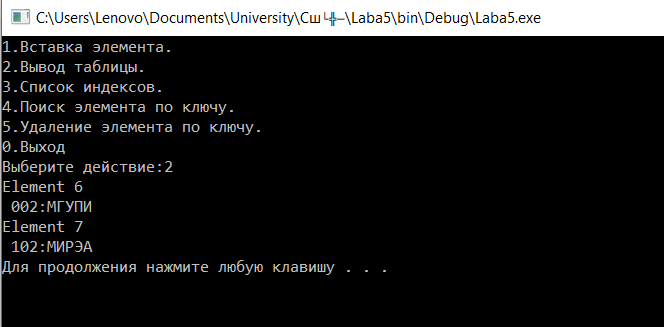 C:\Users\Lenovo\Documents\University\Сш└╬─\Laba5\bin\Debug\Laba5.exe
1.Вставка элемента.
2.Вывод таблицы.
3.Список индексов.
4.Поиск элемента по ключу.
5.Удаление элемента по ключу.
0.Выход
Выберите действие:2
Element 6
 002:МГУПИ
Element 7
 102:МИРЭА
Для продолжения нажмите любую клавишу . . .